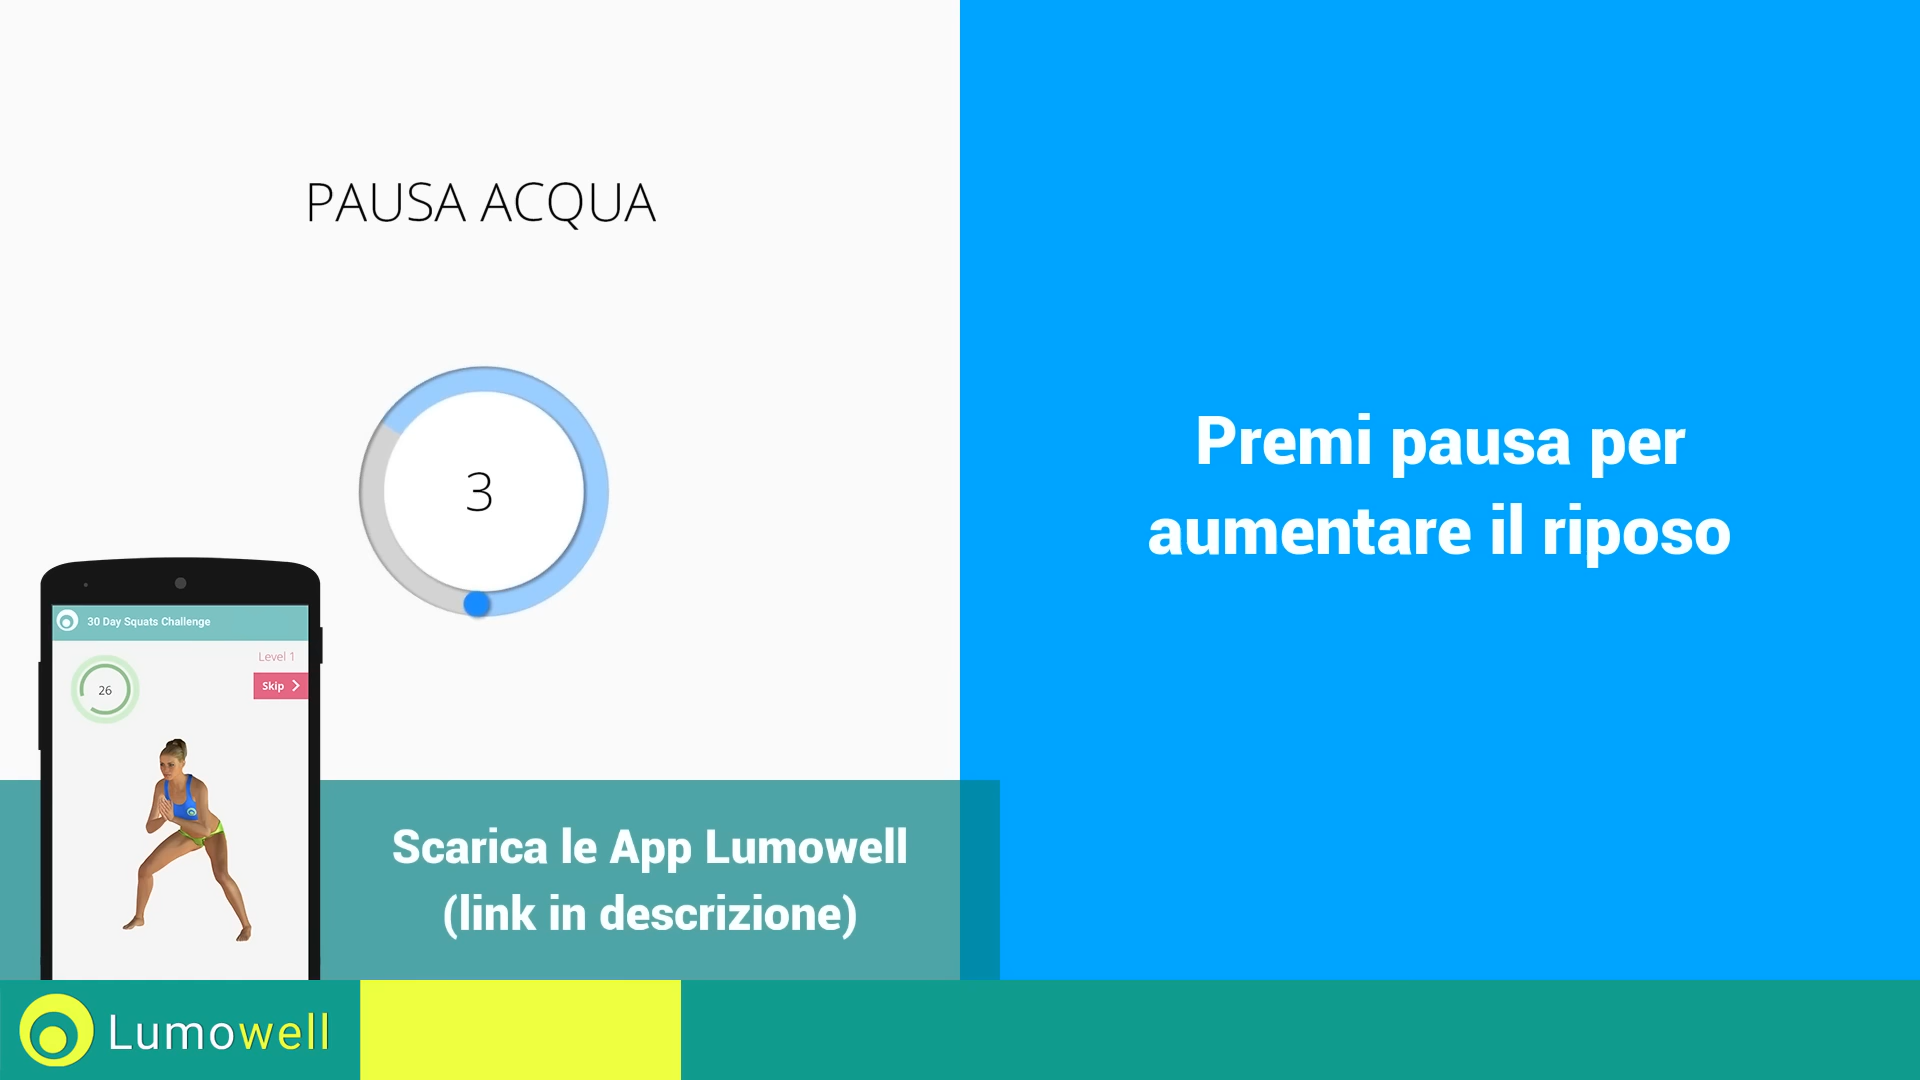 PAUSA ACQUA
3
Premi pausa per
aumentare il riposo
30 Day Squats Challenge
Level 1
26
Skip
Scarica le App Lumowell
(link in descrizione)
Lumowell